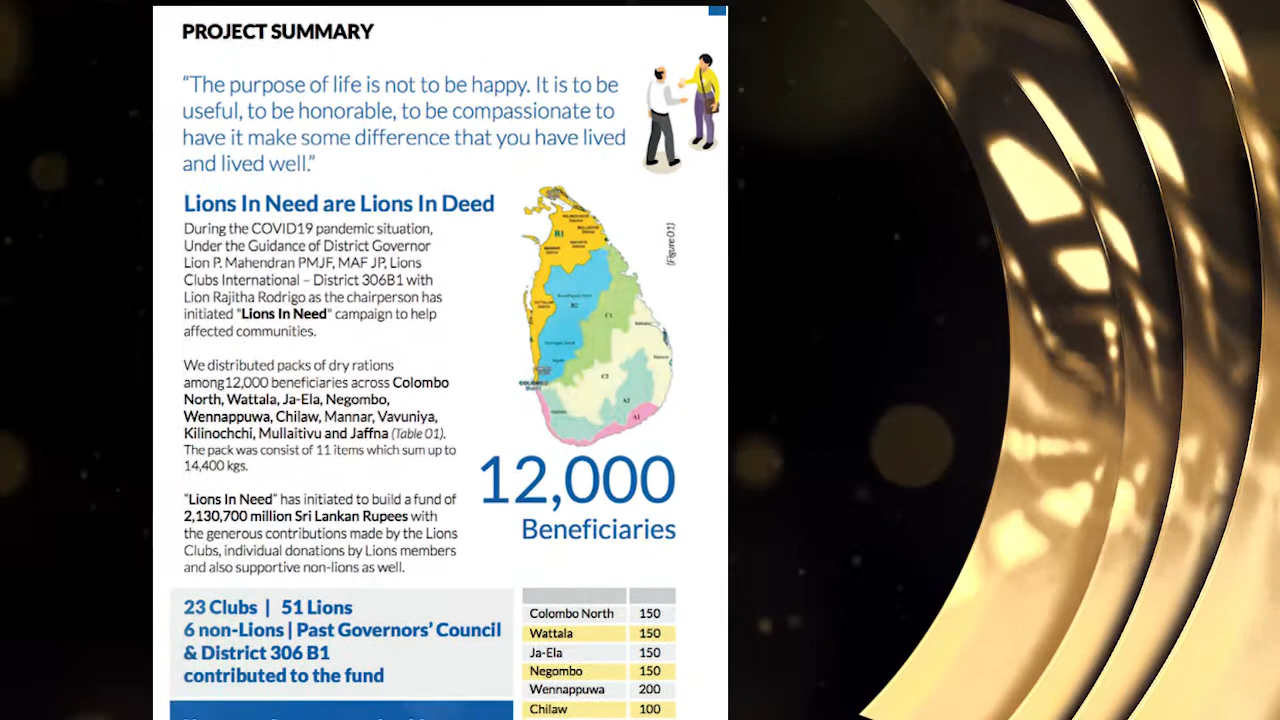 PROJECT SUMMARY
“The purpose of life is not to be happy. It is to be
useful, to be honorable, to be compassionate to
have it make some difference that you have lived
and lived well.”
Lions In Need are Lions In Deed
During the COVID19 pandemic situation,
Under the Guidance of District Governor
Lion P. Mahendran PMJF, MAF JP, Lions
Clubs International – District 306B1 with
Lion Rajitha Rodrigo as the chairperson has
initiated "Lions In Need" campaign to help
affected communities.
We distributed packs of dry rations
among12,000 beneficiaries across Colombo
North, Wattala, Ja-Ela, Negombo,
Wennappuwa, Chilaw, Mannar, Vavuniya,
Kilinochchi, Mullaitivu and Jaffna (Table 01).
The pack was consist of 11 items which sum up to
14,400 kgs.
“Lions In Need” has initiated to build a fund of
2,130,700 million Sri Lankan Rupees with
the generous contributions made by the Lions
Clubs, individual donations by Lions members
and also supportive non-lions as well.
(Figure 01)
B1
B2
C1
C2
A2
A1
COLOMBO
12,000
Beneficiaries
23 Clubs | 51 Lions
6 non-Lions | Past Governors’ Council
& District 306 B1
contributed to the fund
Colombo North 150
Wattala 150
Ja-Ela 150
Negombo 150
Wennappuwa 200
Chilaw 100